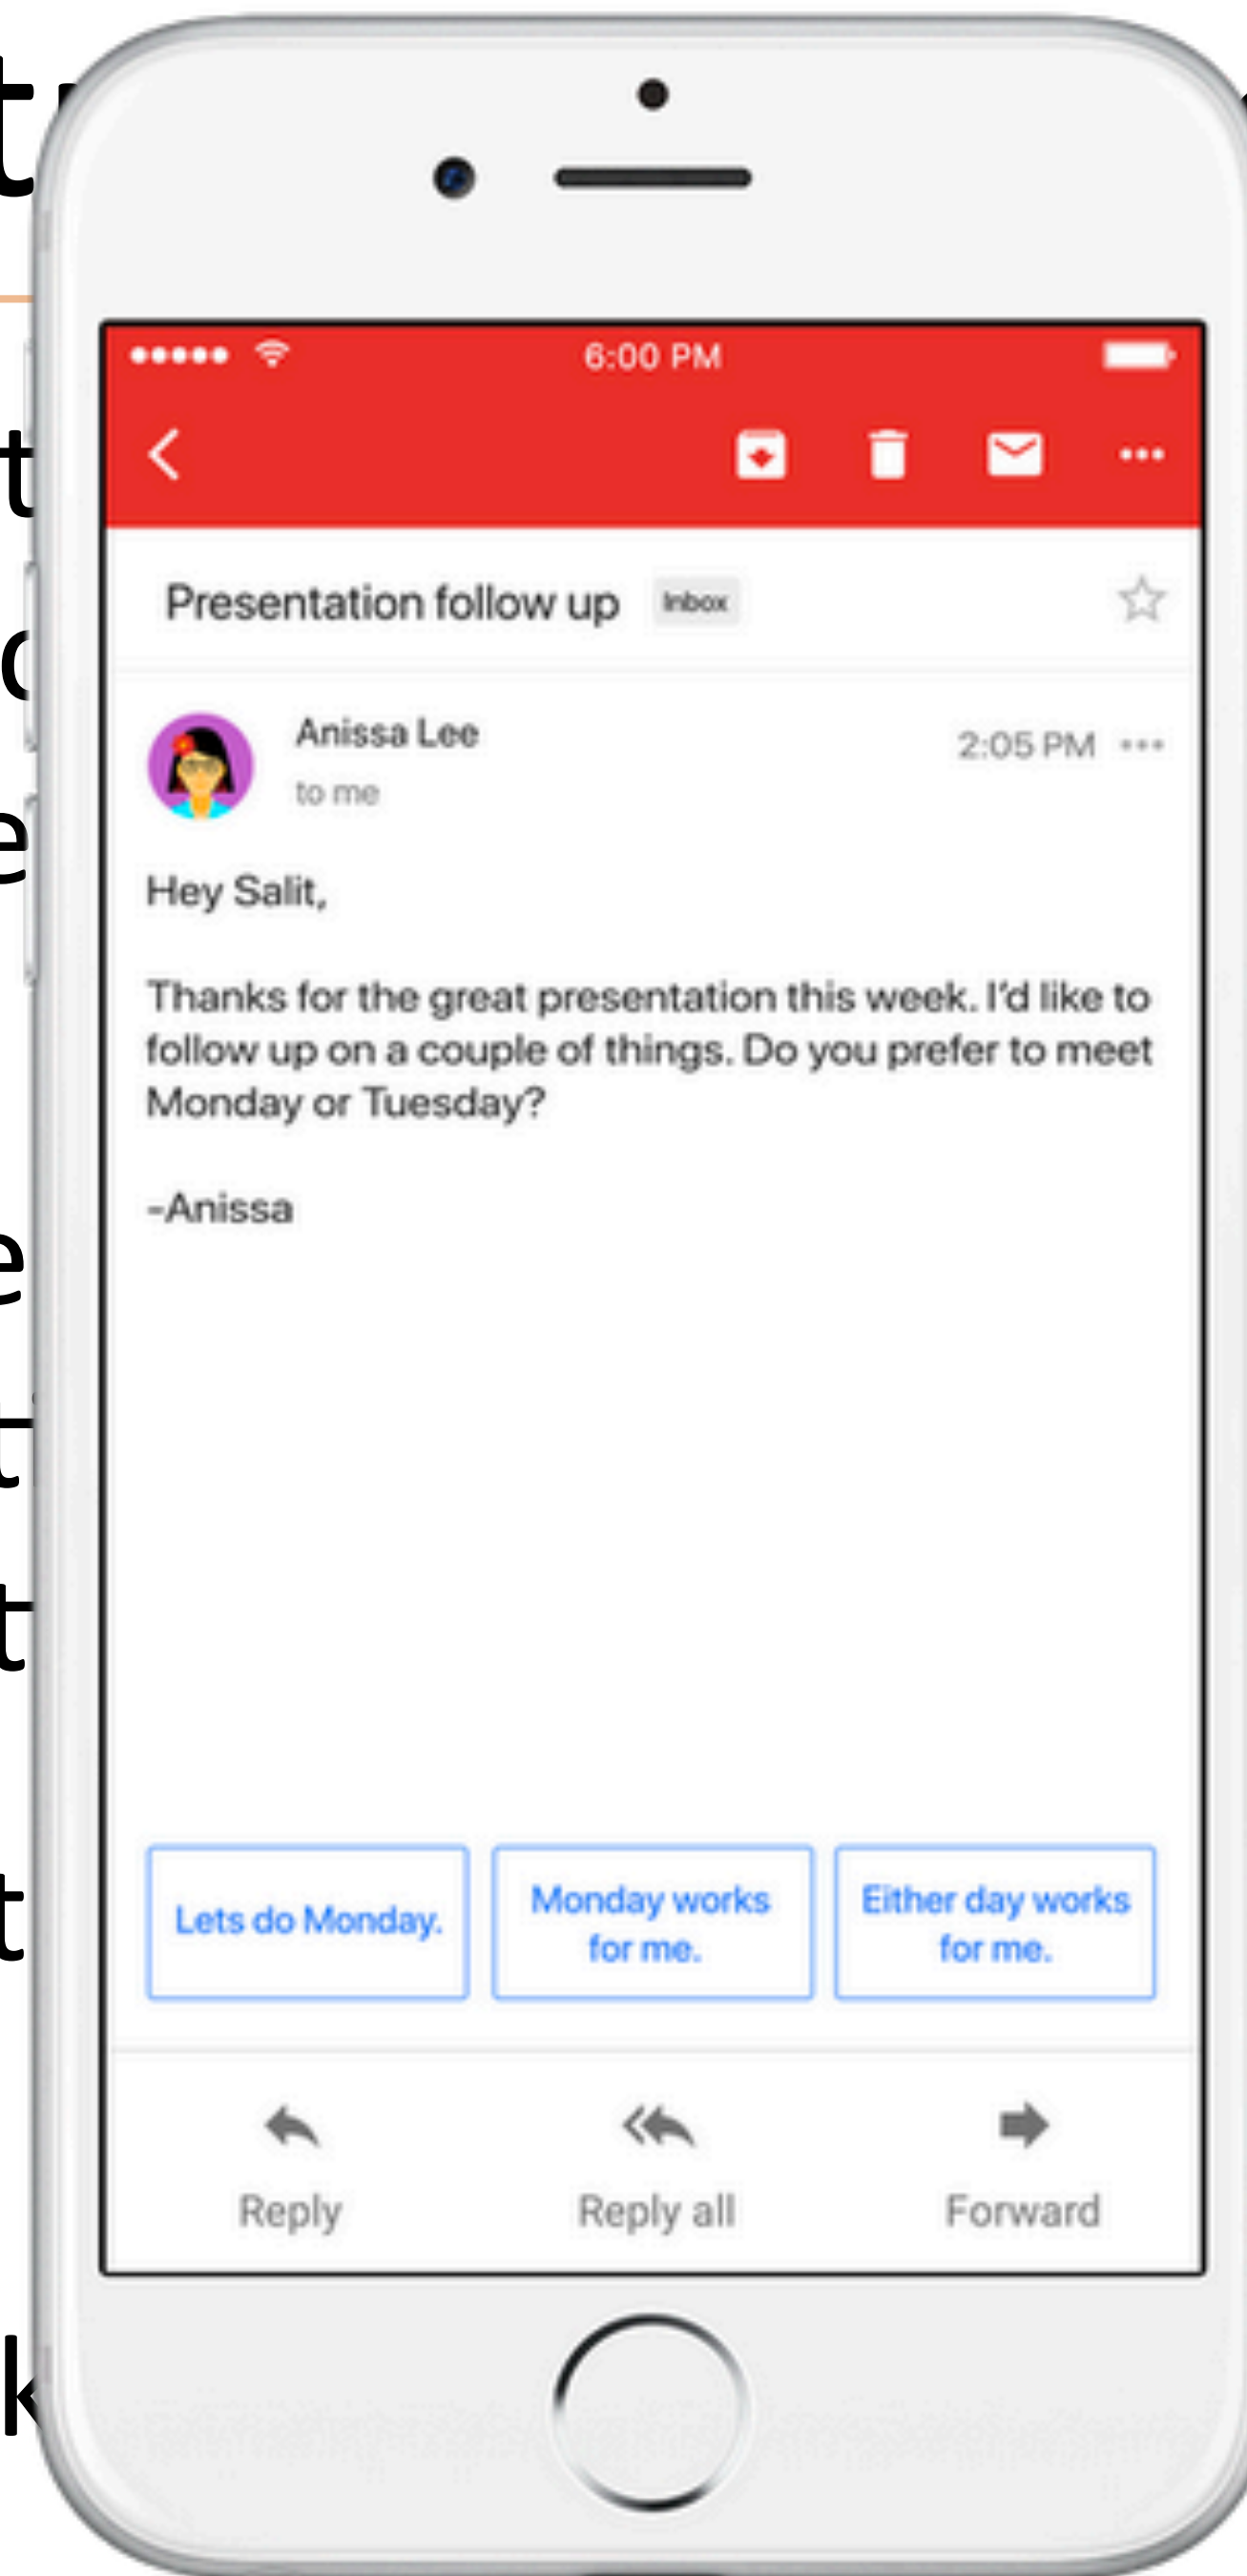 6:00 PM
Presentation follow up Inbox
Anissa Lee 2:05 PM
to me
Hey Salit,
Thanks for the great presentation this week. I'd like to
follow up on a couple of things. Do you prefer to meet
Monday or Tuesday?
-Anissa
Lets do Monday.
Monday works
for me.
Either day works
for me.
Reply Reply all Forward